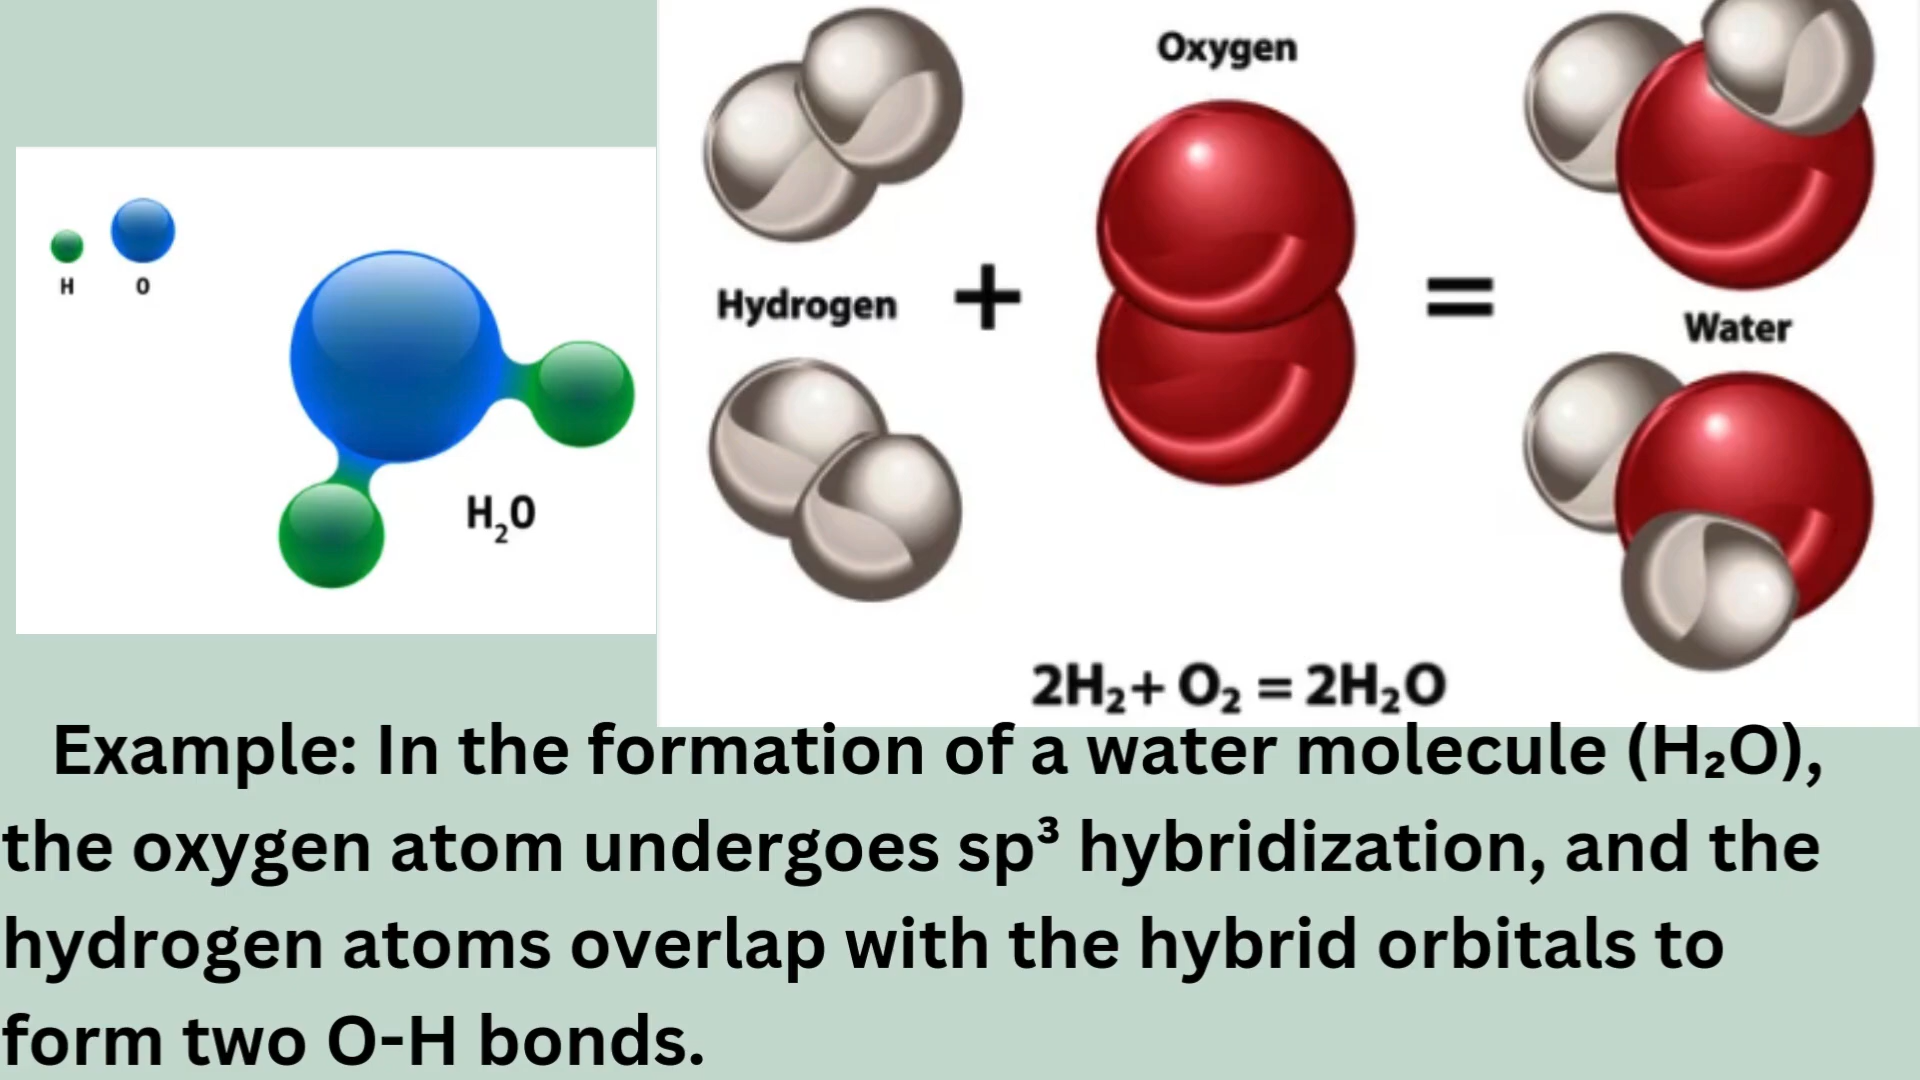 H O
H₂O
Oxygen
Hydrogen
+
=
Water
2H₂+ O₂ = 2H₂O
Example: In the formation of a water molecule (H₂O),
the oxygen atom undergoes sp³ hybridization, and the
hydrogen atoms overlap with the hybrid orbitals to
form two O-H bonds.